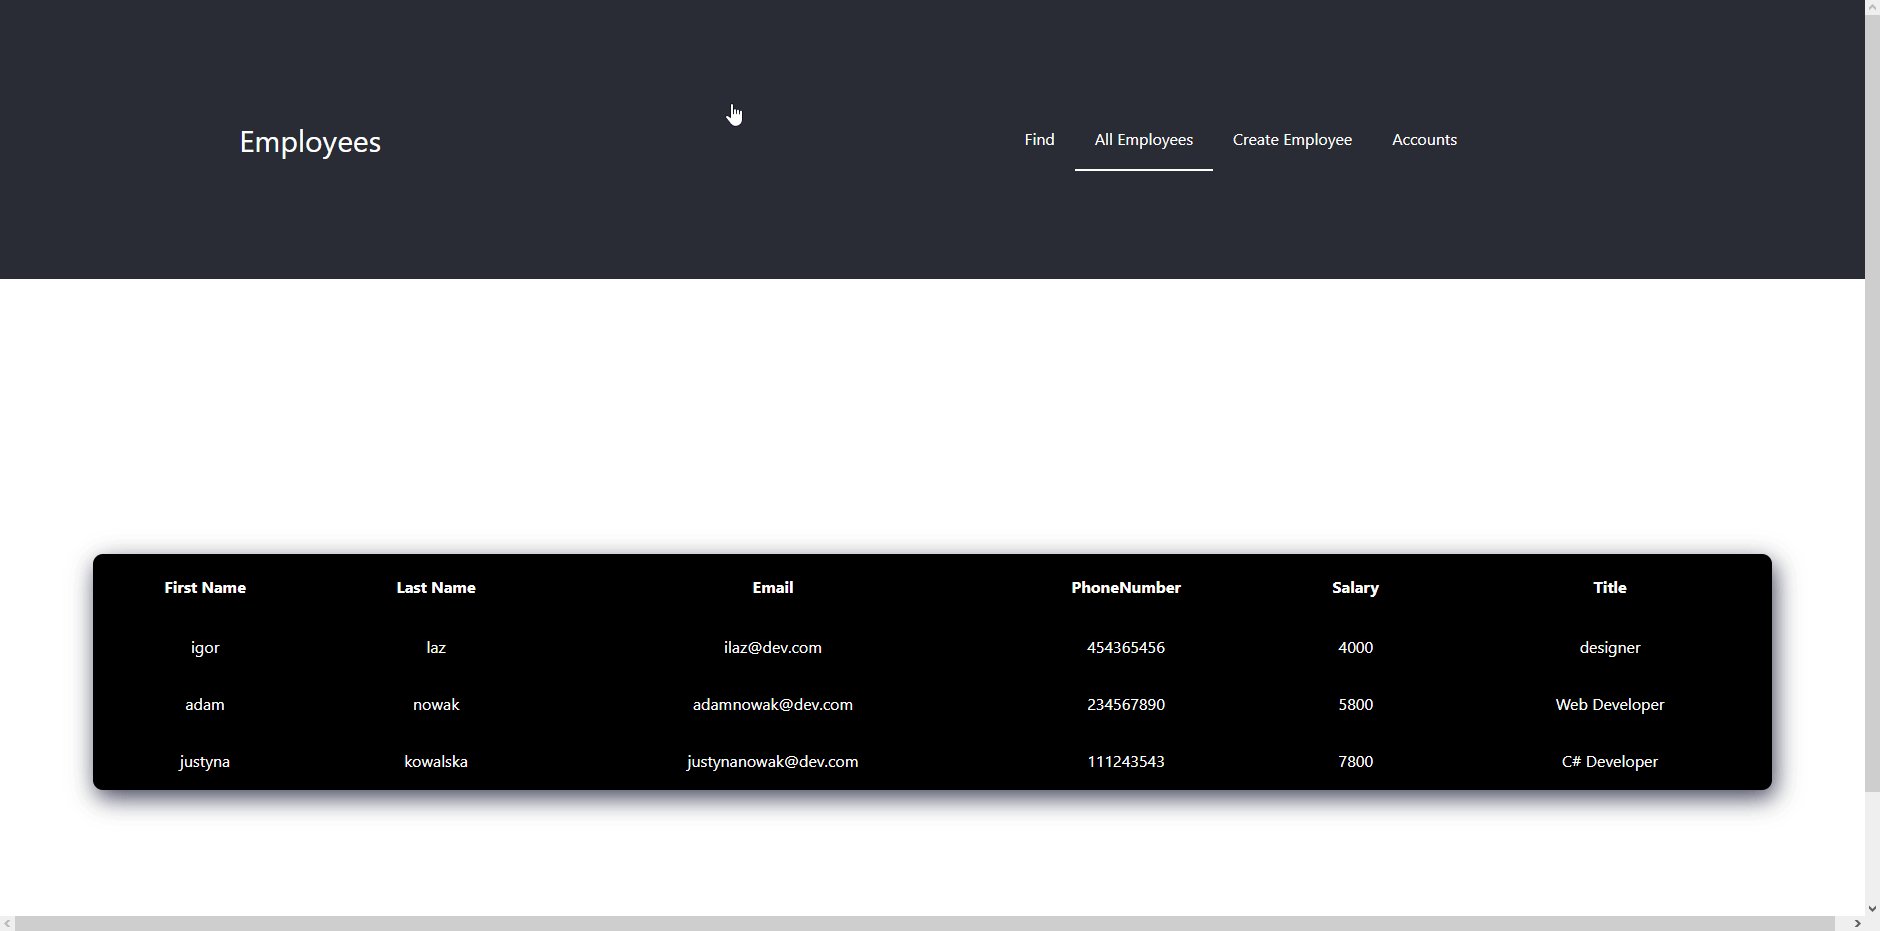 Employees
Find All Employees Create Employee Accounts
First Name Last Name Email PhoneNumber Salary Title
igor laz ilaz@dev.com 454365456 4000 designer
adam nowak adamnowak@dev.com 234567890 5800 Web Developer
justyna kowalska justynanowak@dev.com 111243543 7800 C# Developer